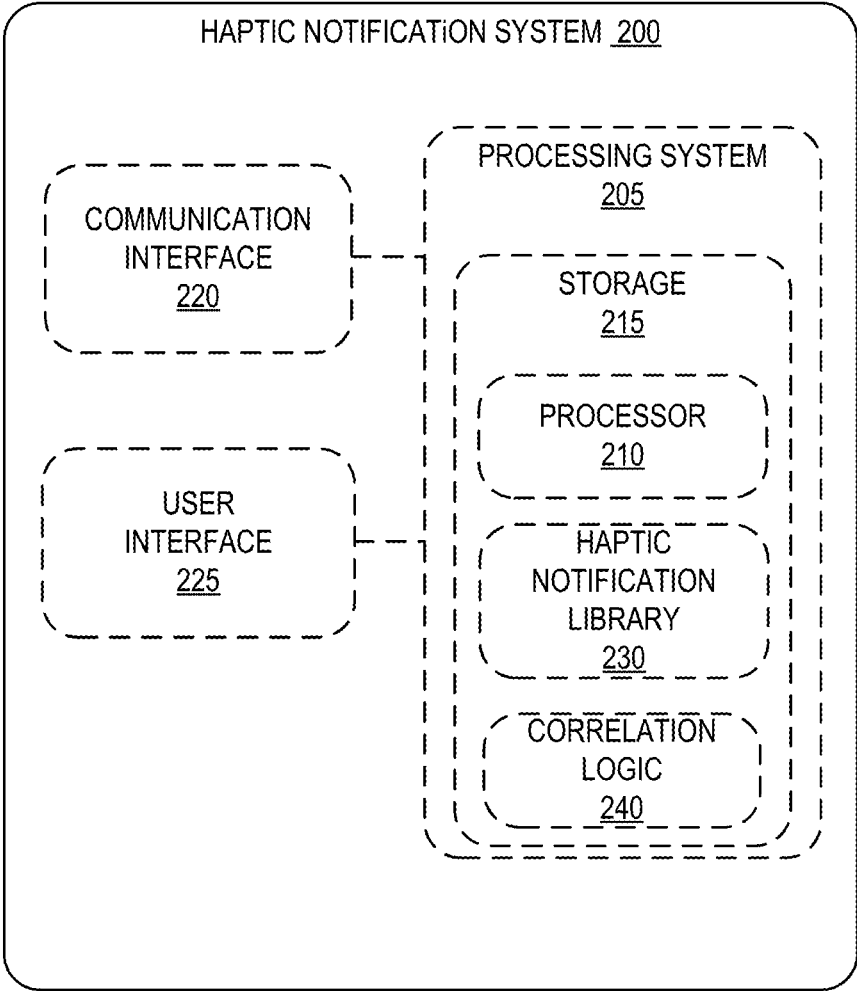 HAPTIC NOTIFICATiON SYSTEM 200
PROCESSING SYSTEM
205
COMMUNICATION
INTERFACE
220
STORAGE
215
PROCESSOR
210
USER
INTERFACE
225
HAPTIC
NOTIFICATION
LIBRARY
230
CORRELATION
LOGIC
240